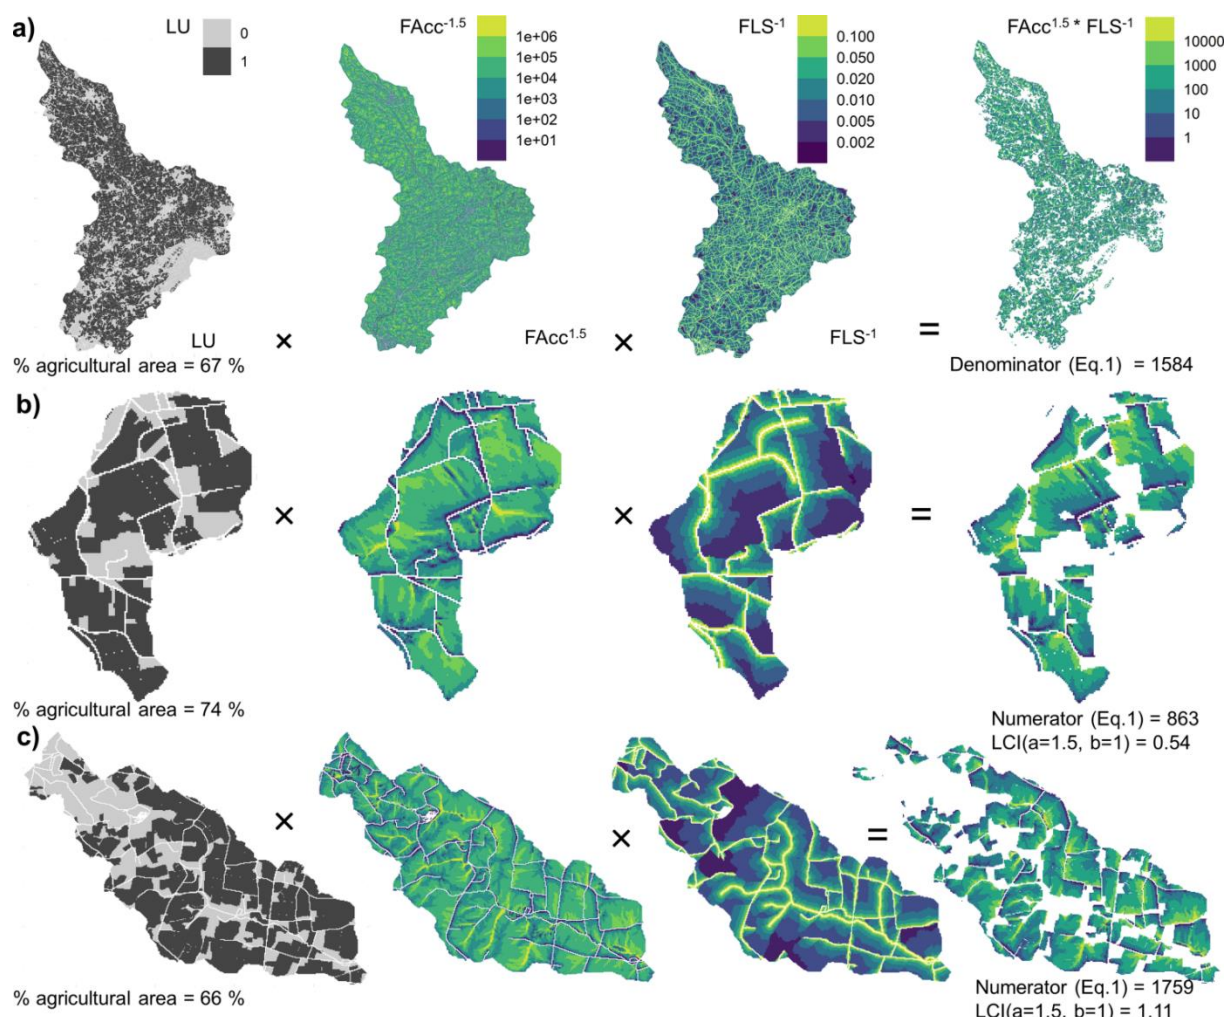 a)
LU
0
1
FAcc-1.5
1e+06
1e+05
1e+04
1e+03
1e+02
1e+01
FLS-1
0.100
0.050
0.020
0.010
0.005
0.002
FAcc1.5 * FLS-1
10000
1000
100
10
1
LU
×
FAcc1.5
×
FLS-1
=
% agricultural area = 67 %
Denominator (Eq.1) = 1584
b)
×
×
=
% agricultural area = 74 %
Numerator (Eq.1) = 863
LCI(a=1.5, b=1) = 0.54
c)
×
×
=
% agricultural area = 66 %
Numerator (Eq.1) = 1759
LCI(a=1.5, b=1) = 1.11